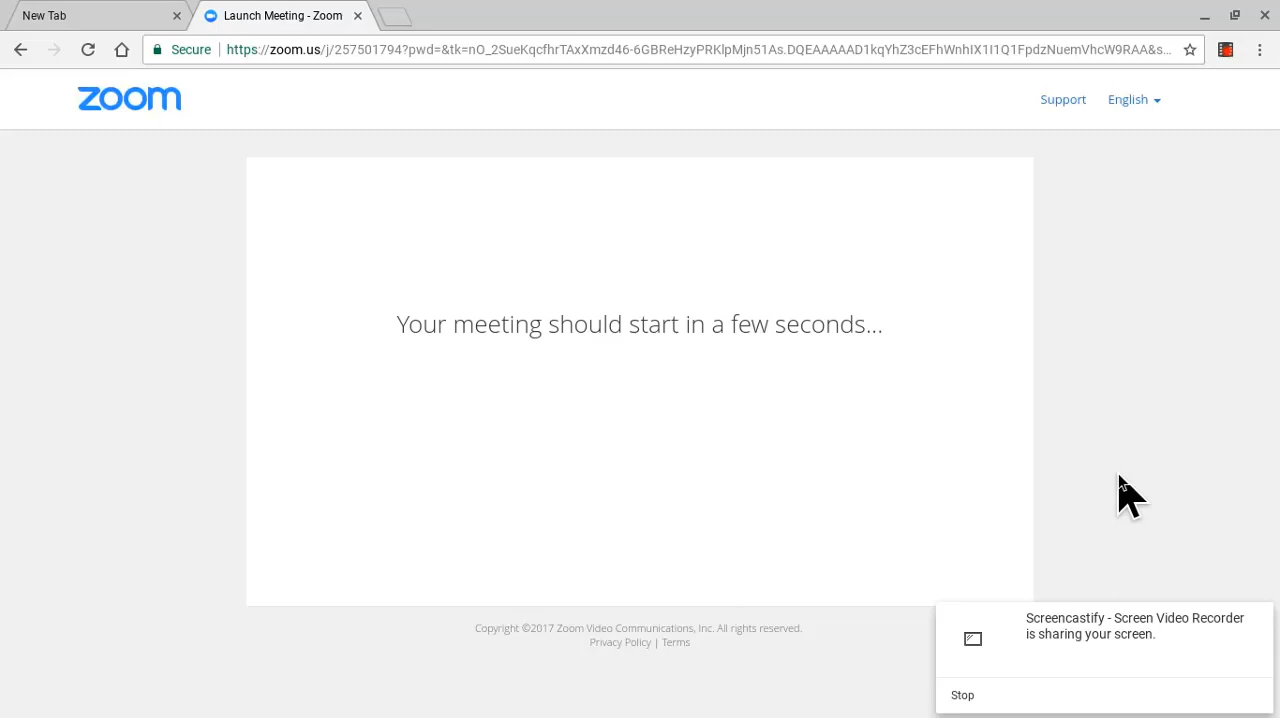 New Tab
Launch Meeting - Zoom
Secure
https://zoom.us/j/257501794?pwd=&tk=nO_2SueKqcfhrTAxXmzd46-6GBReHzyPRKlpMjn51As.DQEAAAAAD1kqYhZ3cEFhWnhIX1I1Q1FpdzNuemVhcW9RAA&s...
zoom
Support
English
Your meeting should start in a few seconds...
Copyright ©2017 Zoom Video Communications, Inc. All rights reserved.
Privacy Policy | Terms
Screencastify - Screen Video Recorder
is sharing your screen.
Stop